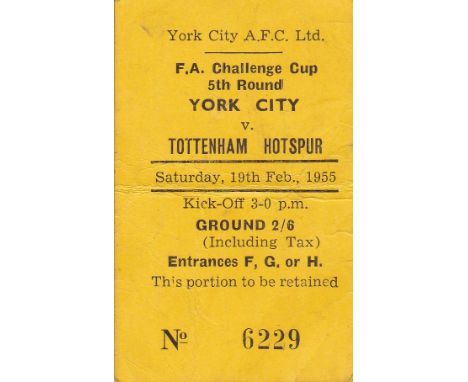 York City A.F.C. Ltd.
F.A. Challenge Cup
5th Round
YORK CITY
v.
TOTTENHAM HOTSPUR
Saturday, 19th Feb., 1955
Kick-Off 3-0 p.m.
GROUND 2/6
(Including Tax)
Entrances F, G, or H.
This portion to be retained
No 6229